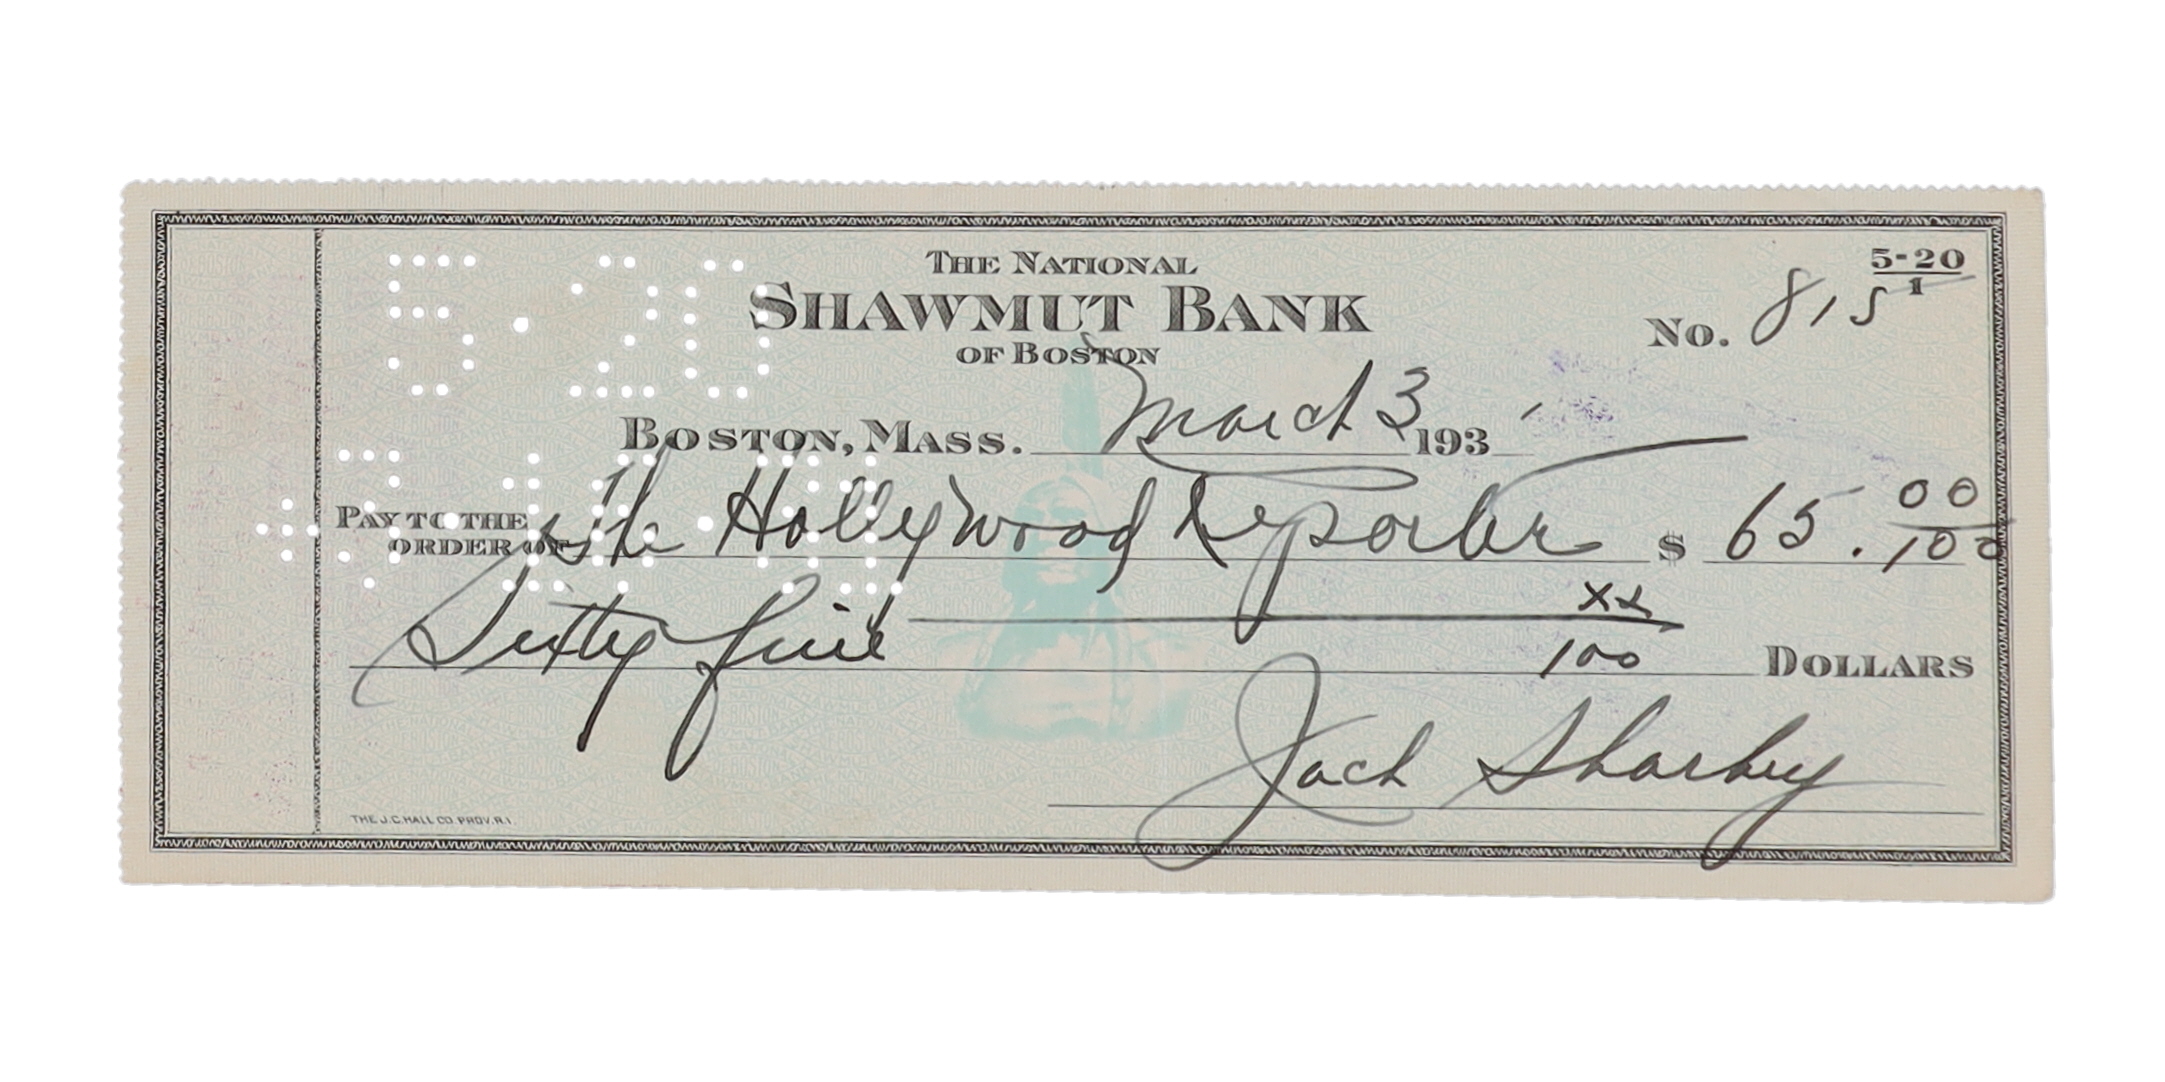 THE NATIONAL
SHAWMUT BANK
OF BOSTON
5-20
1
No. 815
BOSTON, MASS. March 3 193
PAY TO THE
ORDER OF The Hollywood Reporter $ 65.00/100
Sixty five xx/100 DOLLARS
Jack Sharkey
THE J.C. HALL CO. PROV. R.I.
5·20